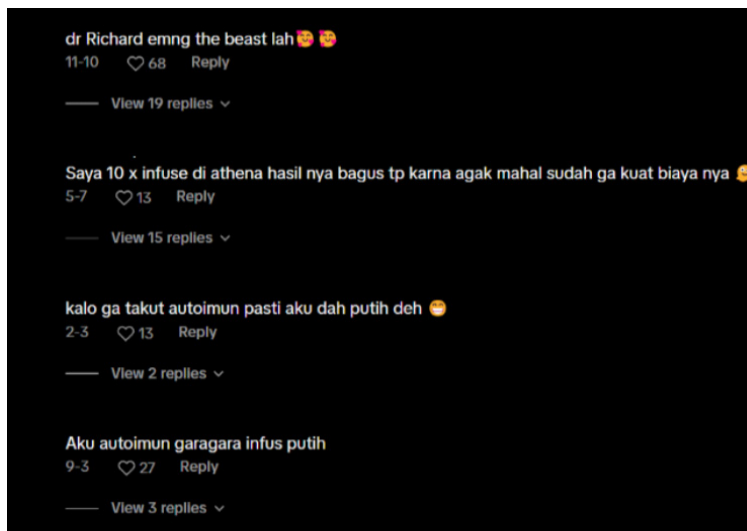 dr Richard emng the beast lah🥰 🥰
11-10 68 Reply
View 19 replies
Saya 10 x infuse di athena hasil nya bagus tp karna agak mahal sudah ga kuat biaya nya
5-7 13 Reply
View 15 replies
kalo ga takut autoimun pasti aku dah putih deh 😁
2-3 13 Reply
View 2 replies
Aku autoimun garagara infus putih
9-3 27 Reply
View 3 replies